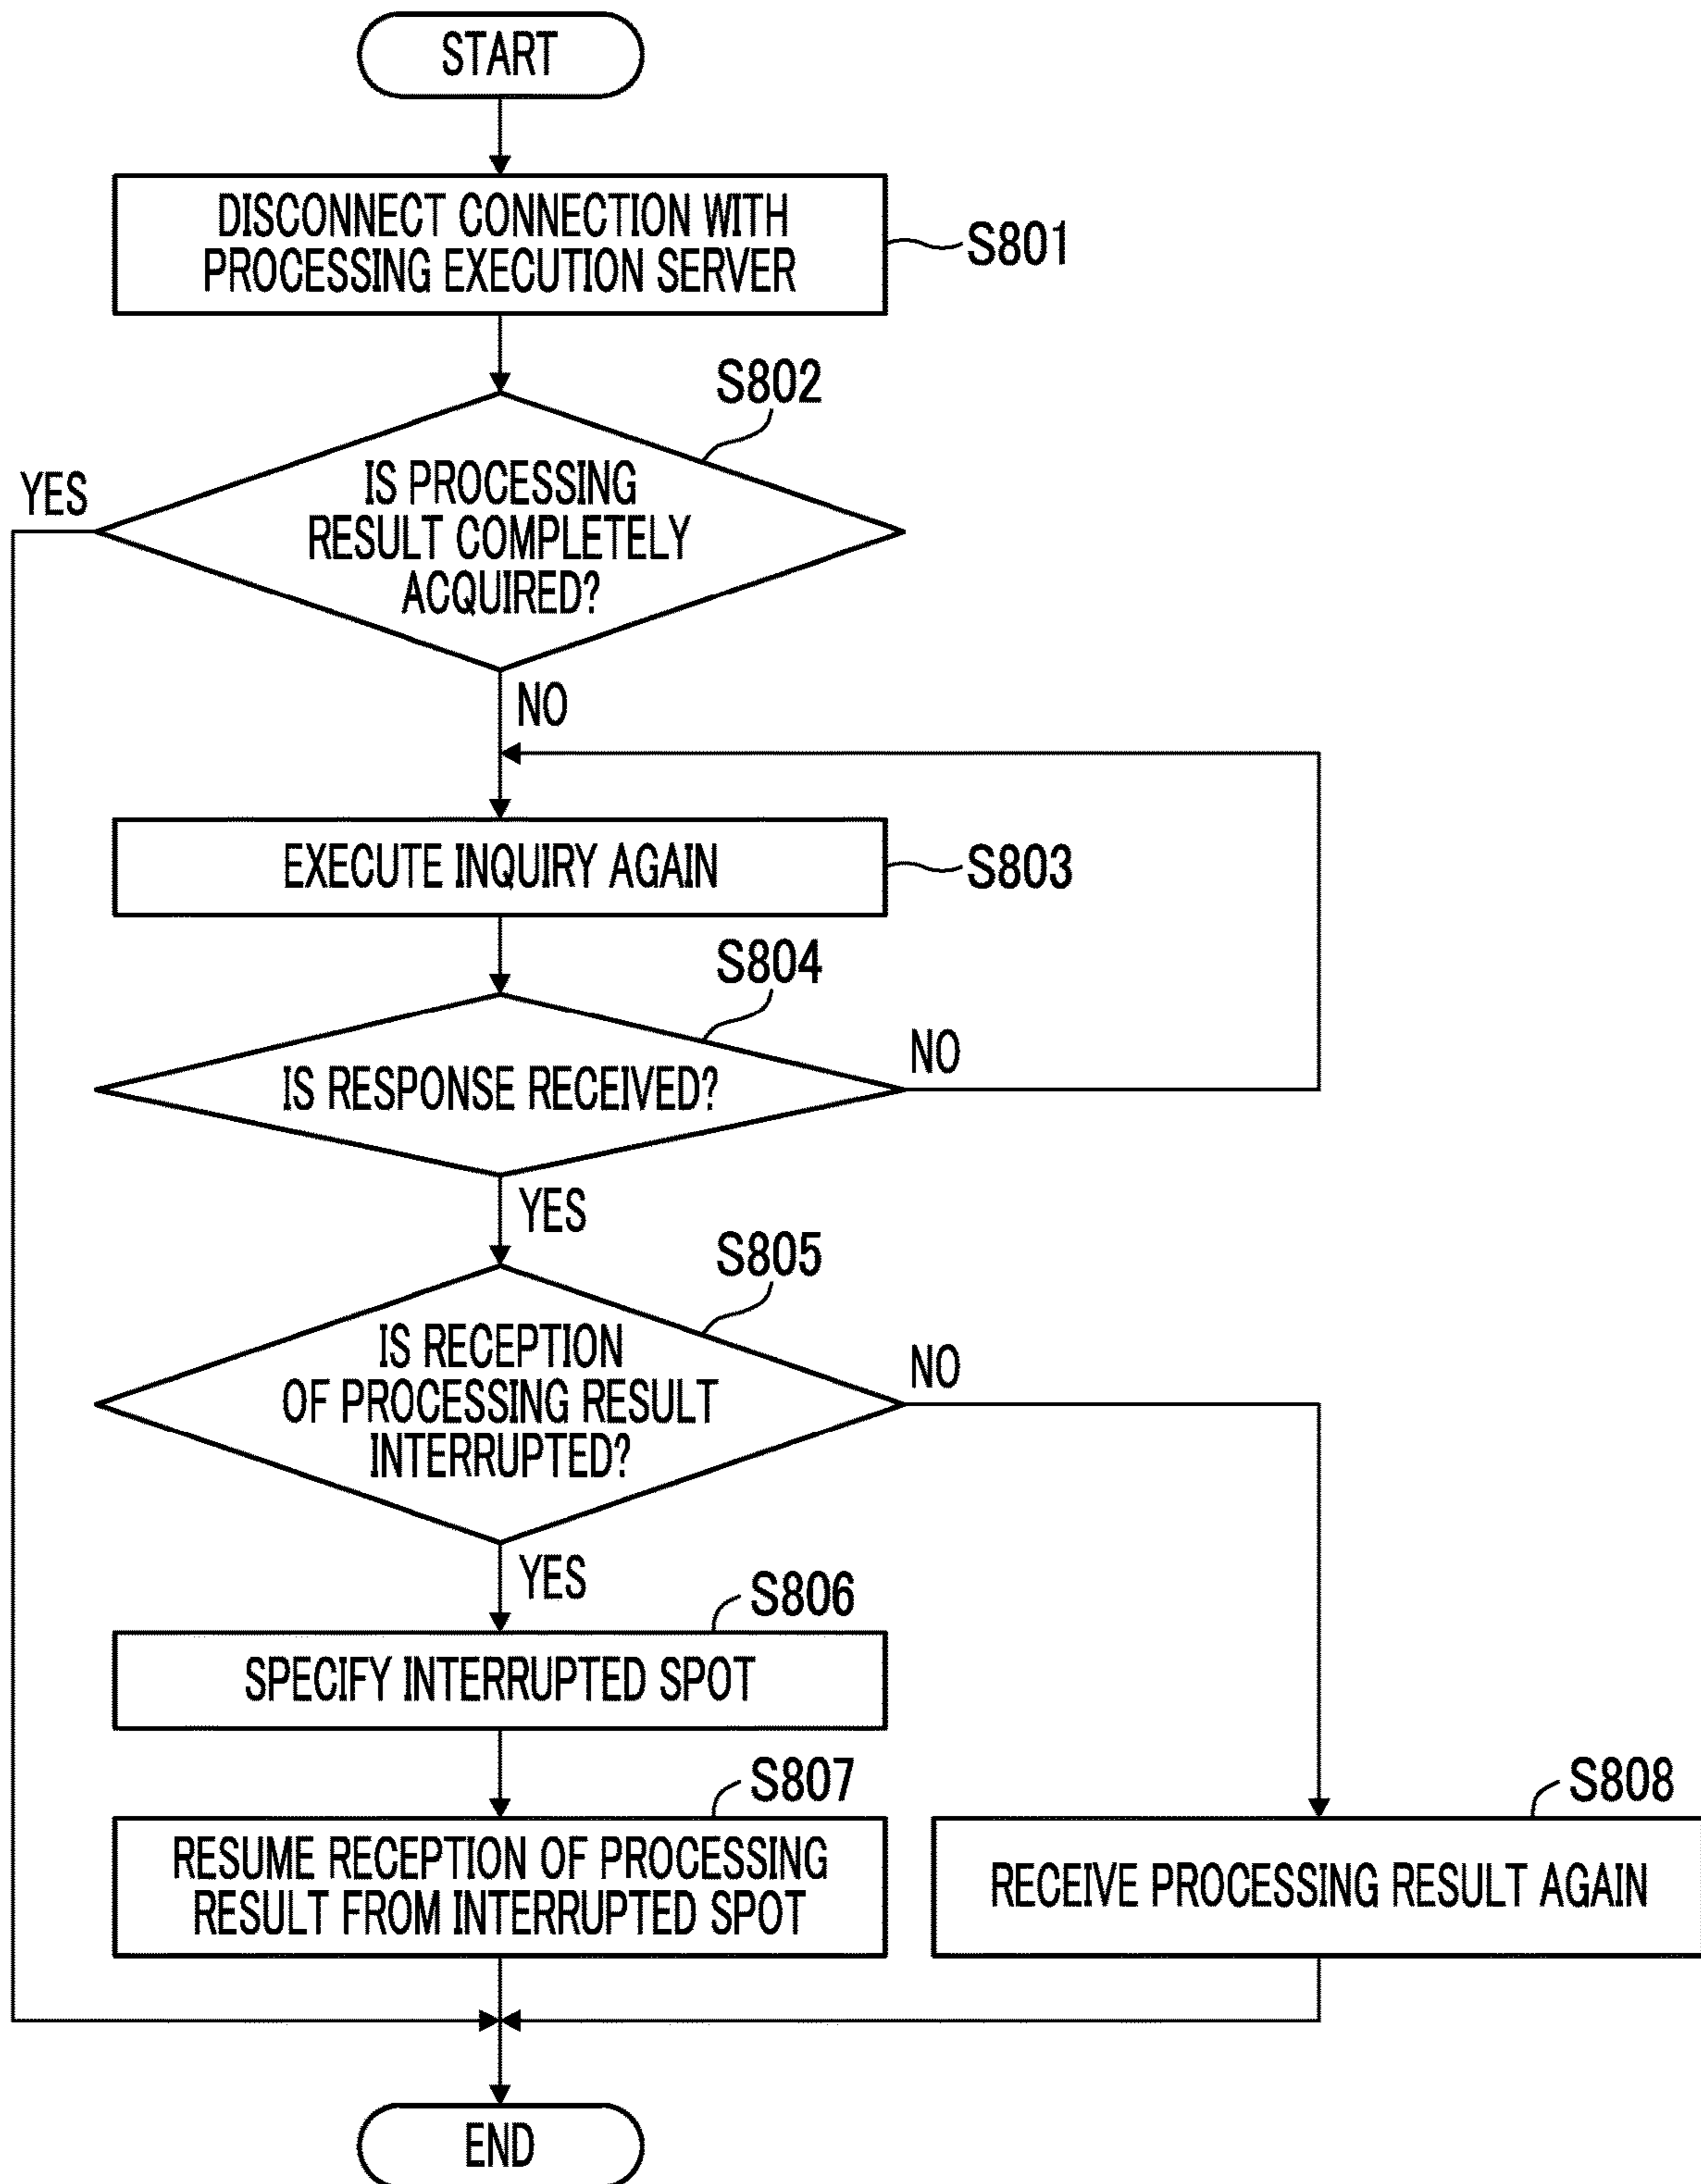 START
DISCONNECT CONNECTION WITH
PROCESSING EXECUTION SERVER
S801
S802
IS PROCESSING
RESULT COMPLETELY
ACQUIRED?
YES
NO
EXECUTE INQUIRY AGAIN
S803
S804
IS RESPONSE RECEIVED?
NO
YES
S805
IS RECEPTION
OF PROCESSING RESULT
INTERRUPTED?
NO
YES
S806
SPECIFY INTERRUPTED SPOT
S807
RESUME RECEPTION OF PROCESSING
RESULT FROM INTERRUPTED SPOT
S808
RECEIVE PROCESSING RESULT AGAIN
END